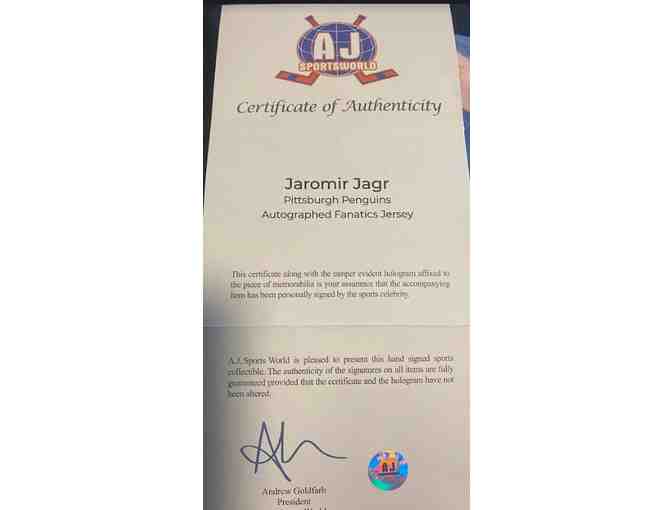 AJ
SPORTSWORLD
Certificate of Authenticity
Jaromir Jagr
Pittsburgh Penguins
Autographed Fanatics Jersey
This certificate along with the tamper evident hologram affixed to
the piece of memorabilia is your assurance that the accompanying
item has been personally signed by the sports celebrity.
A.J. Sports World is pleased to present this hand signed sports
collectible. The authenticity of the signatures on all items are fully
guaranteed provided that the certificate and the hologram have not
been altered.
A.J.
Andrew Goldfarb
President